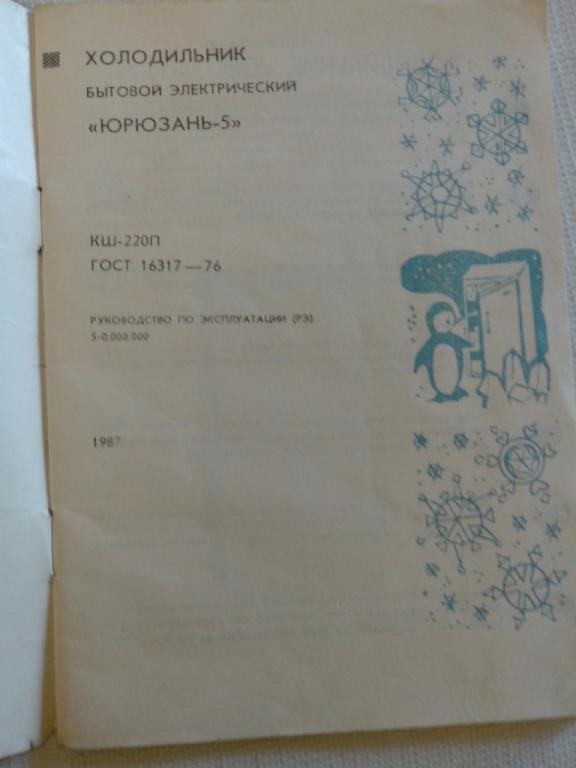 ХОЛОДИЛЬНИК
БЫТОВОЙ ЭЛЕКТРИЧЕСКИЙ
«ЮРЮЗАНЬ-5»
КШ-220П
ГОСТ 16317—76
РУКОВОДСТВО ПО ЭКСПЛУАТАЦИИ (РЭ)
5-0.000.000
1987